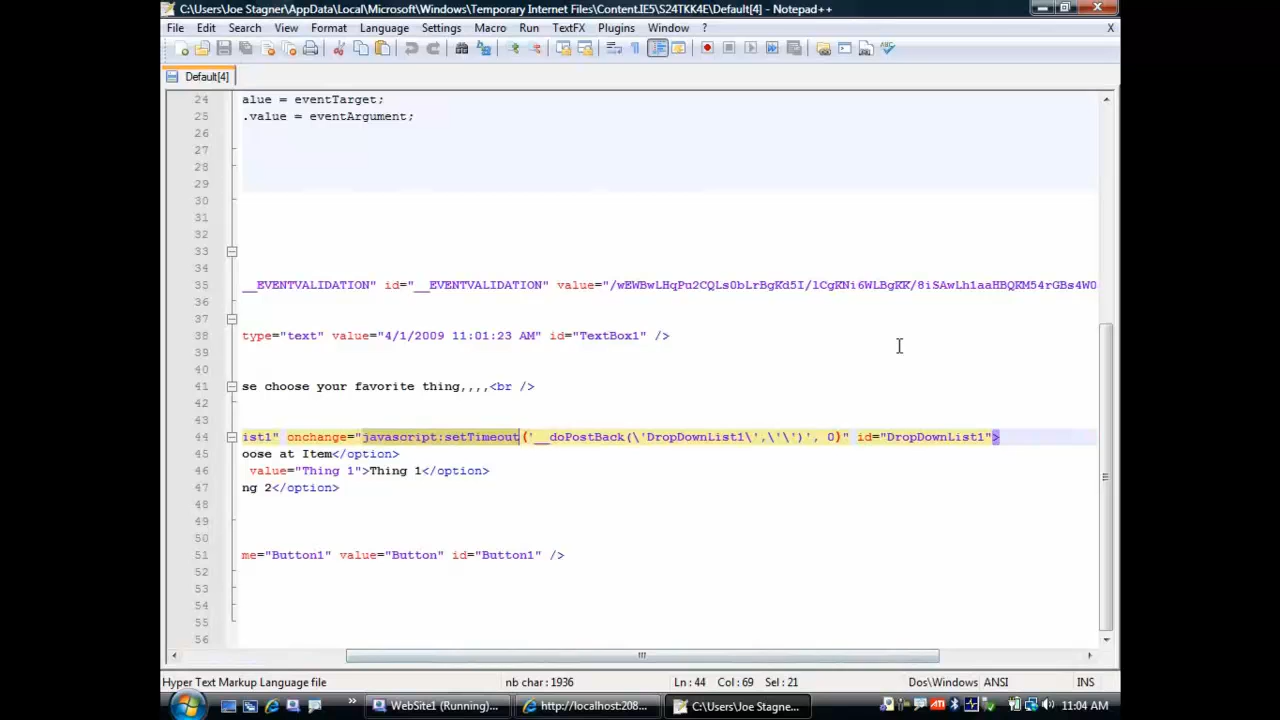 C:\Users\Joe Stagner\AppData\Local\Microsoft\Windows\Temporary Internet Files\Content.IE5\S24TKK4E\Default[4] - Notepad++
File Edit Search View Format Language Settings Macro Run TextFX Plugins Window ? X
Default[4]
24 alue = eventTarget;
25 .value = eventArgument;
26
27
28
29
30
31
32
33
34
35 __EVENTVALIDATION" id="__EVENTVALIDATION" value="/wEWBwLHqPu2CQLs0bLrBgKd5I/lCgKNi6WLBgKK/8iSAwLh1aaHBQKM54rGBs4W0
36
37
38 type="text" value="4/1/2009 11:01:23 AM" id="TextBox1" />
39
40
41 se choose your favorite thing,,,,<br />
42
43
44 ist1" onchange="javascript:setTimeout('__doPostBack(\'DropDownList1\',\'\')', 0)" id="DropDownList1">
45 oose at Item</option>
46 value="Thing 1">Thing 1</option>
47 ng 2</option>
48
49
50
51 me="Button1" value="Button" id="Button1" />
52
53
54
55
56
Hyper Text Markup Language file nb char : 1936 Ln : 44 Col : 69 Sel : 21 Dos\Windows ANSI INS
WebSite1 (Running)... http://localhost:208... C:\Users\Joe Stagne... 11:04 AM